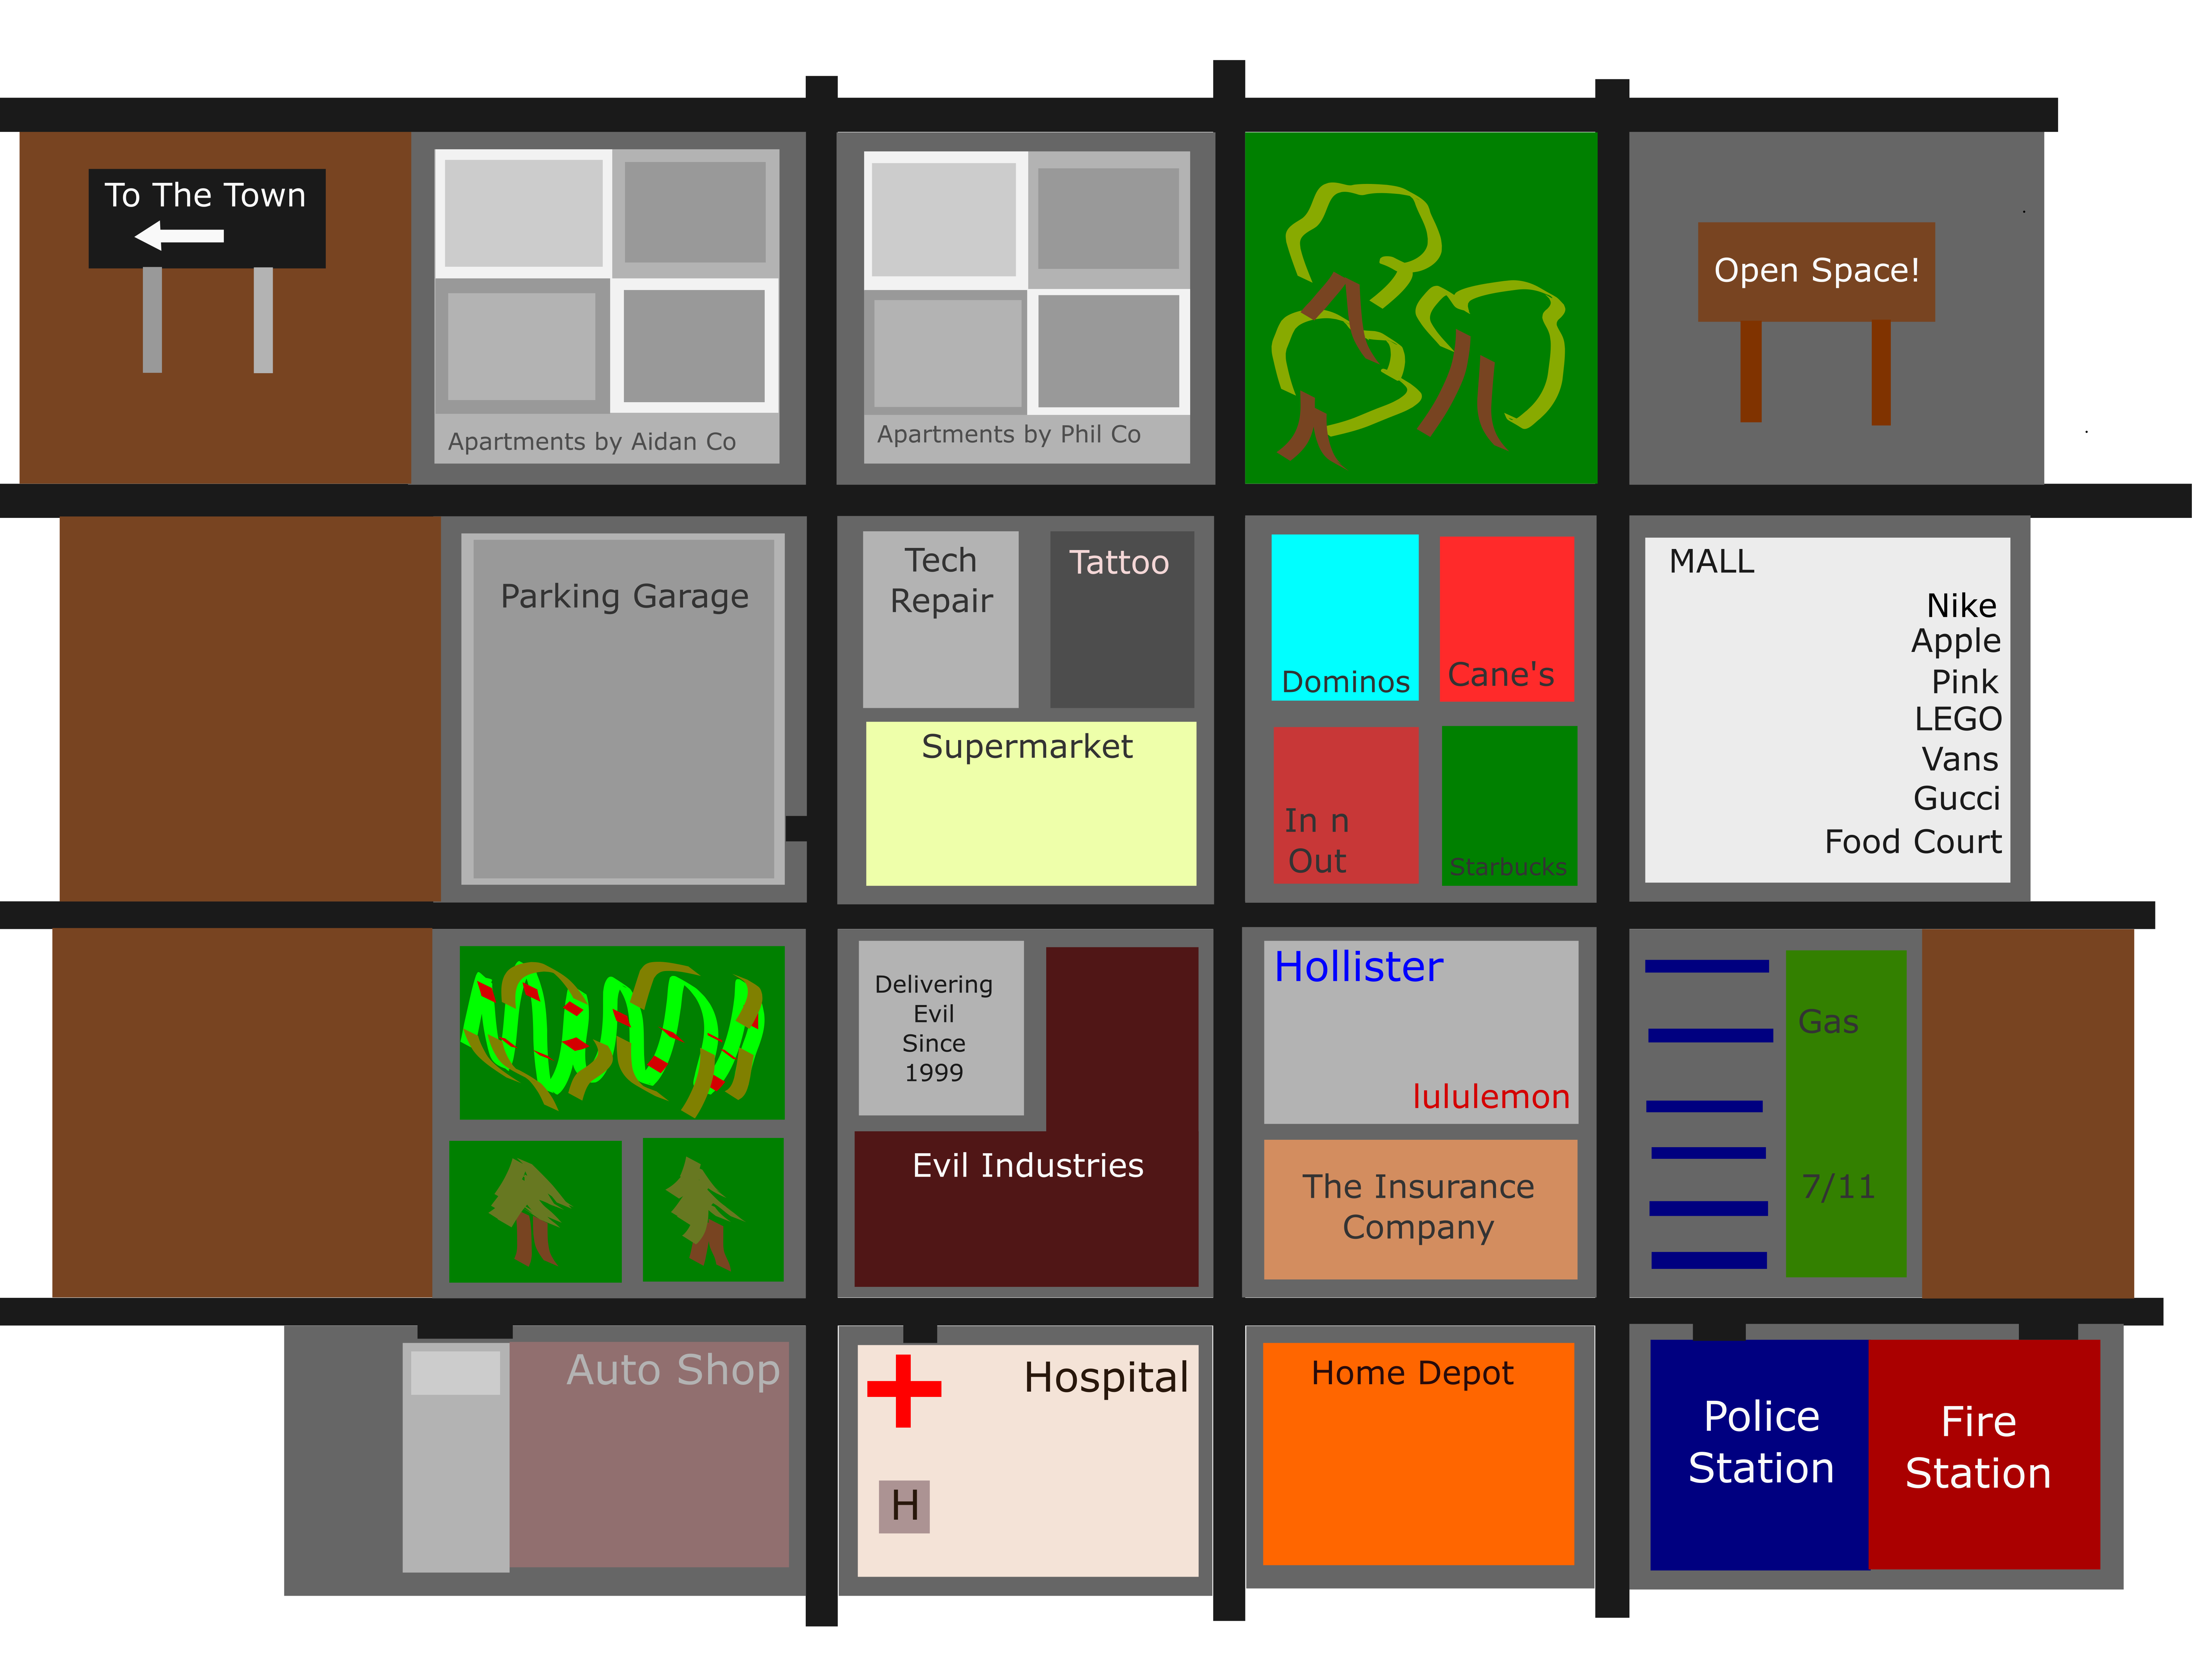 To The Town
Apartments by Aidan Co
Apartments by Phil Co
Open Space!
Parking Garage
Tech
Repair
Tattoo
Supermarket
Dominos
Cane's
In n
Out
Starbucks
MALL
Nike
Apple
Pink
LEGO
Vans
Gucci
Food Court
Delivering
Evil
Since
1999
Evil Industries
Hollister
lululemon
The Insurance
Company
Gas
7/11
Auto Shop
Hospital
H
Home Depot
Police
Station
Fire
Station